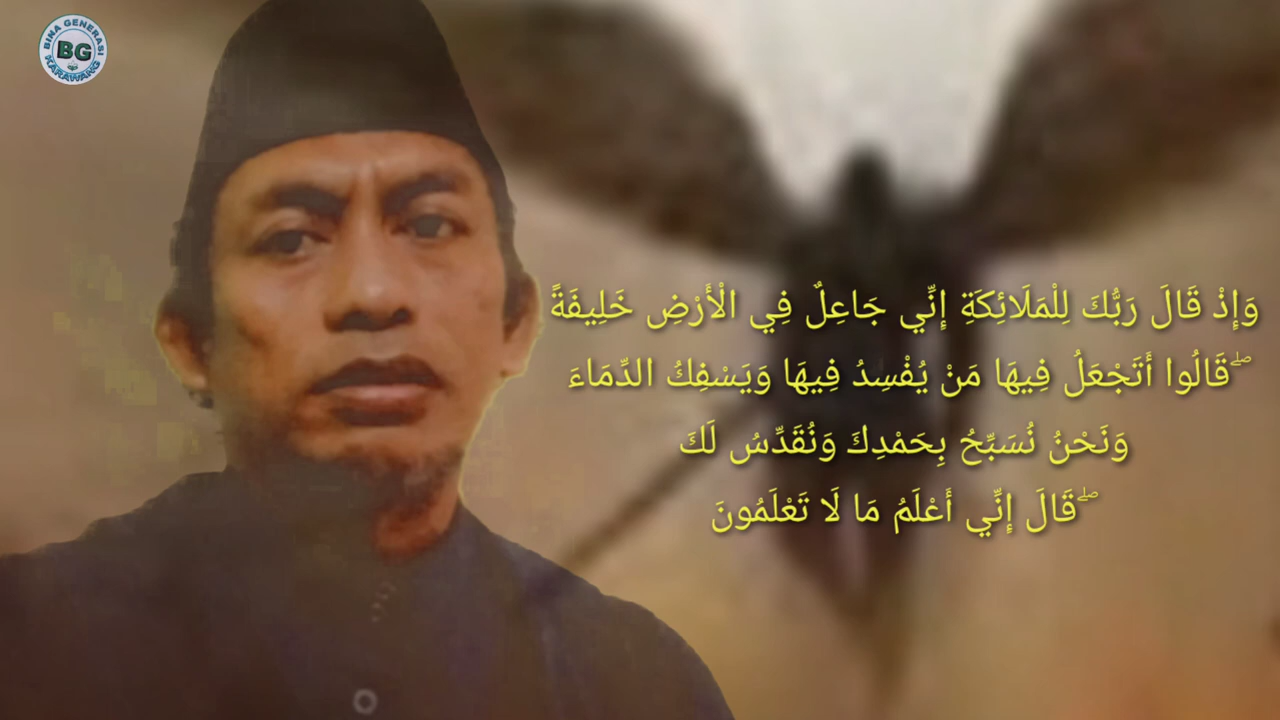 BINA GENERASI
BG
KARAWANG
وَإِذْ قَالَ رَبُّكَ لِلْمَلَائِكَةِ إِنِّي جَاعِلٌ فِي الْأَرْضِ خَلِيفَةً
ۖ قَالُوا أَتَجْعَلُ فِيهَا مَنْ يُفْسِدُ فِيهَا وَيَسْفِكُ الدِّمَاءَ
وَنَحْنُ نُسَبِّحُ بِحَمْدِكَ وَنُقَدِّسُ لَكَ
ۖ قَالَ إِنِّي أَعْلَمُ مَا لَا تَعْلَمُونَ